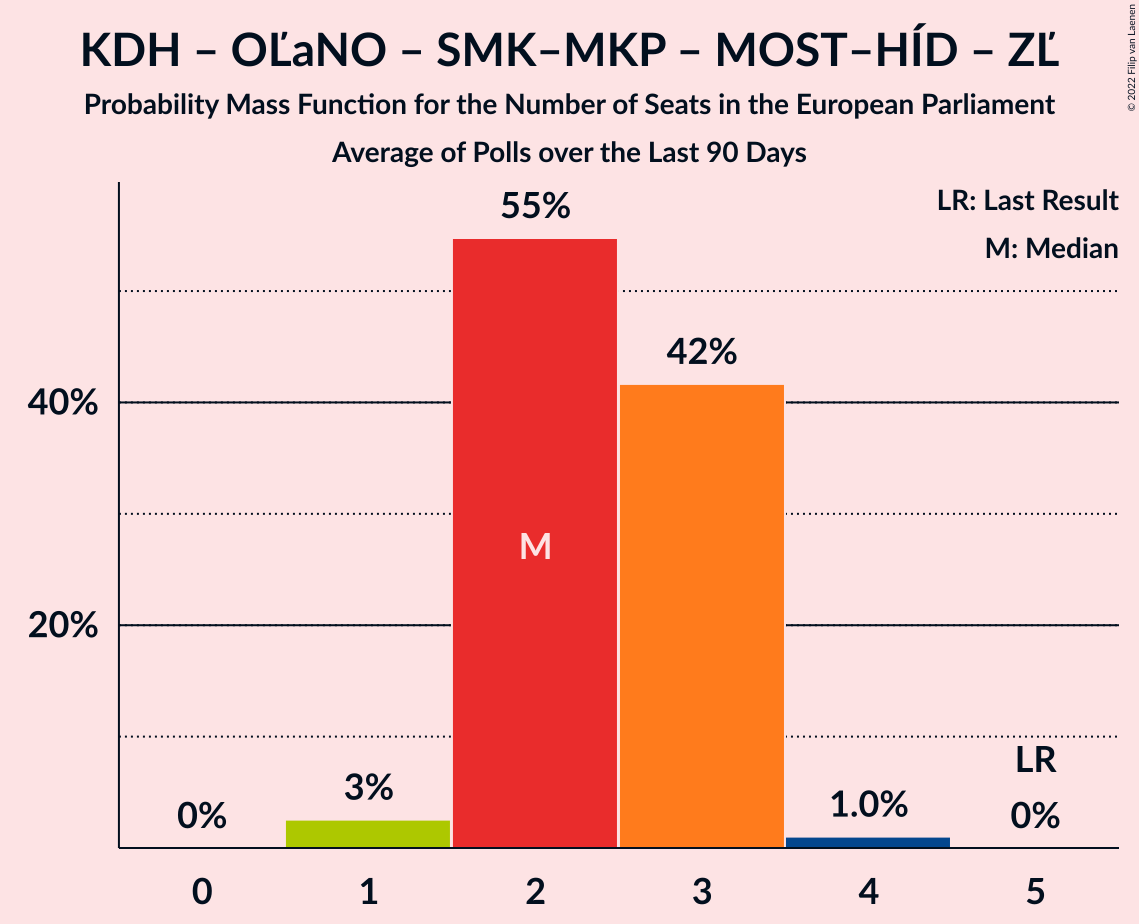 KDH – OĽaNO – SMK–MKP – MOST–HÍD – ZĽ
Probability Mass Function for the Number of Seats in the European Parliament
Average of Polls over the Last 90 Days
© 2022 Filip van Laenen
LR: Last Result
M: Median
55%
42%
40%
M
20%
LR
3%
1.0%
0%
0%
0 1 2 3 4 5